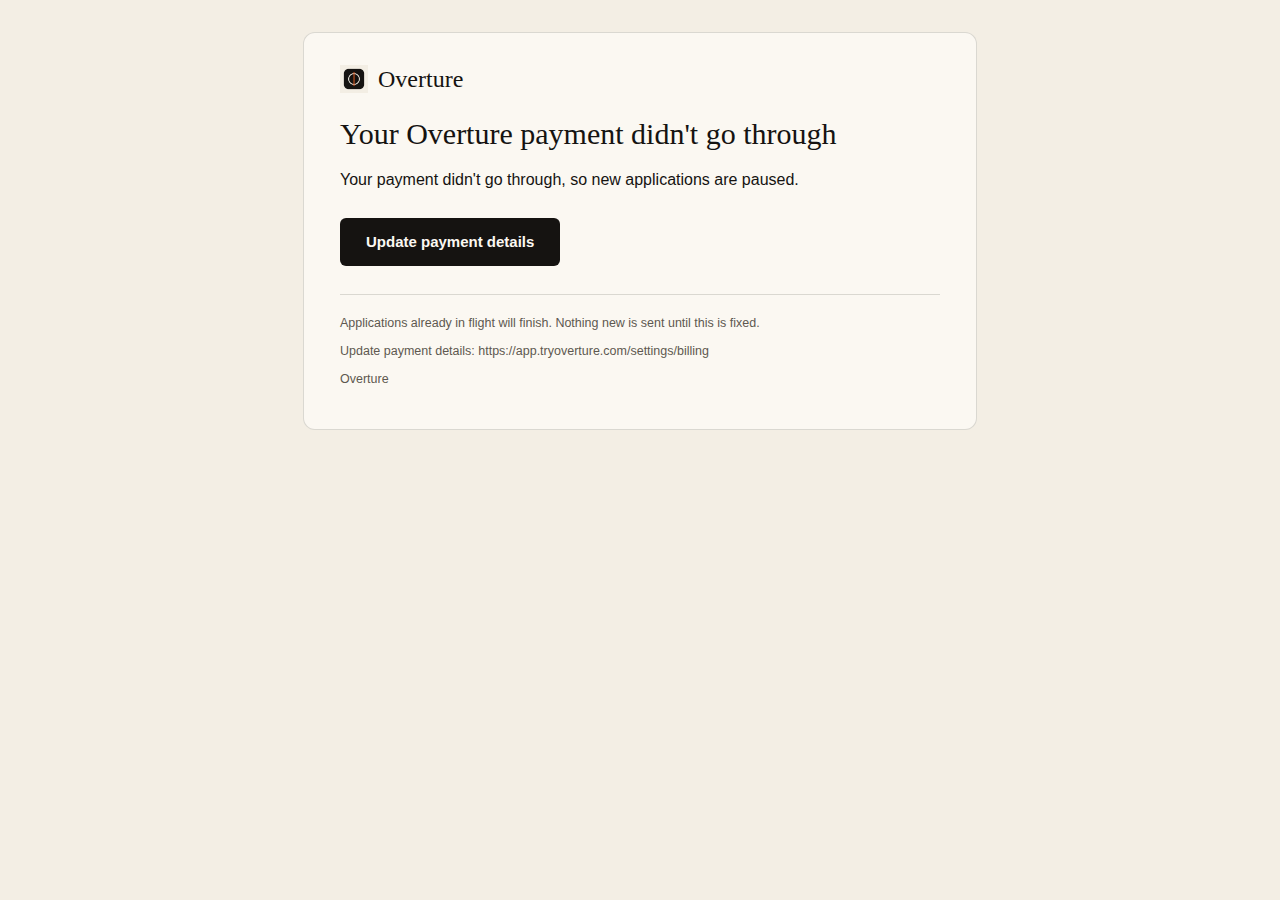 Overture
Your Overture payment didn't go through
Your payment didn't go through, so new applications are paused.
Update payment details
Applications already in flight will finish. Nothing new is sent until this is fixed.
Update payment details: https://app.tryoverture.com/settings/billing
Overture